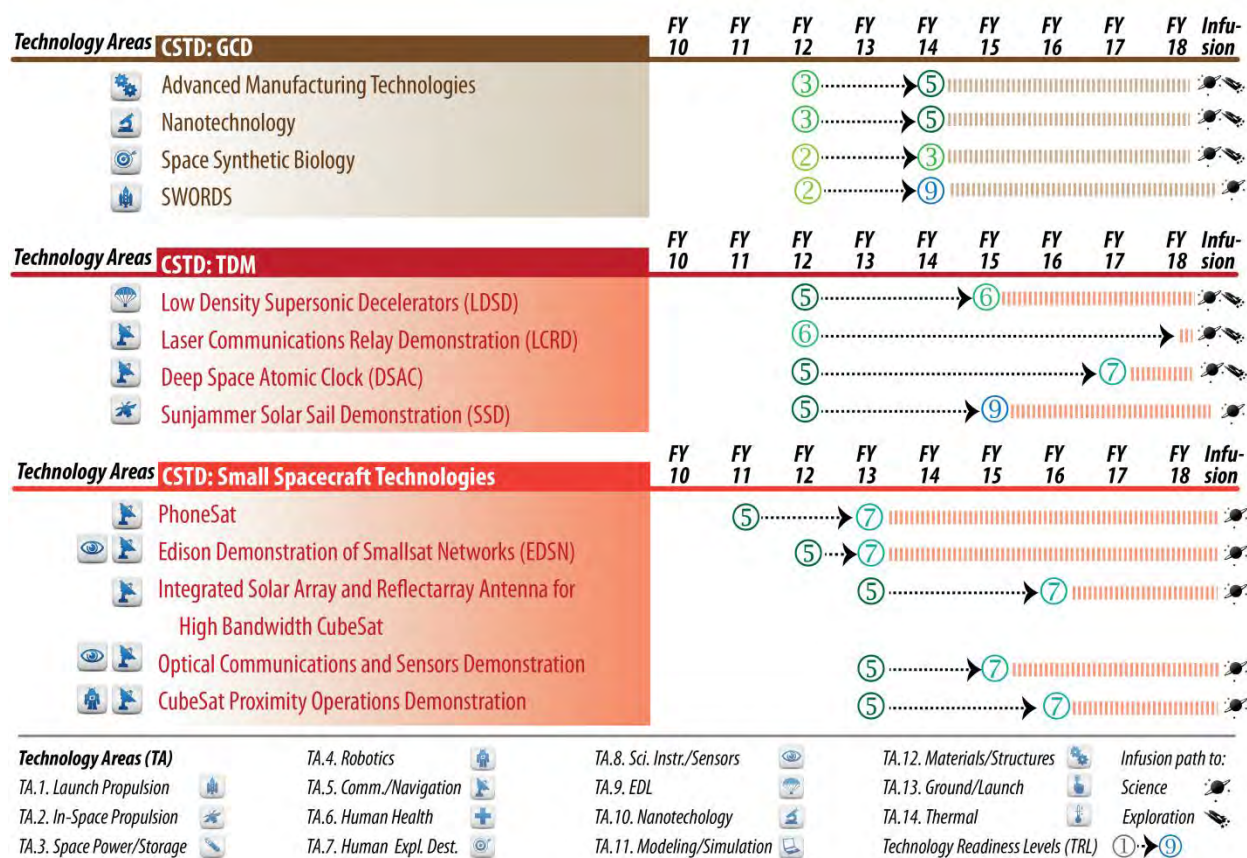 Technology Areas CSTD: GCD FY 10 FY 11 FY 12 FY 13 FY 14 FY 15 FY 16 FY 17 FY 18 Infu-sion
Advanced Manufacturing Technologies 3 5
Nanotechnology 3 5
Space Synthetic Biology 2 3
SWORDS 2 9
Technology Areas CSTD: TDM FY 10 FY 11 FY 12 FY 13 FY 14 FY 15 FY 16 FY 17 FY 18 Infu-sion
Low Density Supersonic Decelerators (LDSD) 5 6
Laser Communications Relay Demonstration (LCRD) 6
Deep Space Atomic Clock (DSAC) 5 7
Sunjammer Solar Sail Demonstration (SSD) 5 9
Technology Areas CSTD: Small Spacecraft Technologies FY 10 FY 11 FY 12 FY 13 FY 14 FY 15 FY 16 FY 17 FY 18 Infu-sion
PhoneSat 5 7
Edison Demonstration of Smallsat Networks (EDSN) 5 7
Integrated Solar Array and Reflectarray Antenna for 5 7
High Bandwidth CubeSat
Optical Communications and Sensors Demonstration 5 7
CubeSat Proximity Operations Demonstration 5 7
Technology Areas (TA) TA.4. Robotics TA.8. Sci. Instr./Sensors TA.12. Materials/Structures Infusion path to:
TA.1. Launch Propulsion TA.5. Comm./Navigation TA.9. EDL TA.13. Ground/Launch Science
TA.2. In-Space Propulsion TA.6. Human Health TA.10. Nanotechology TA.14. Thermal Exploration
TA.3. Space Power/Storage TA.7. Human Expl. Dest. TA.11. Modeling/Simulation Technology Readiness Levels (TRL) 1 9